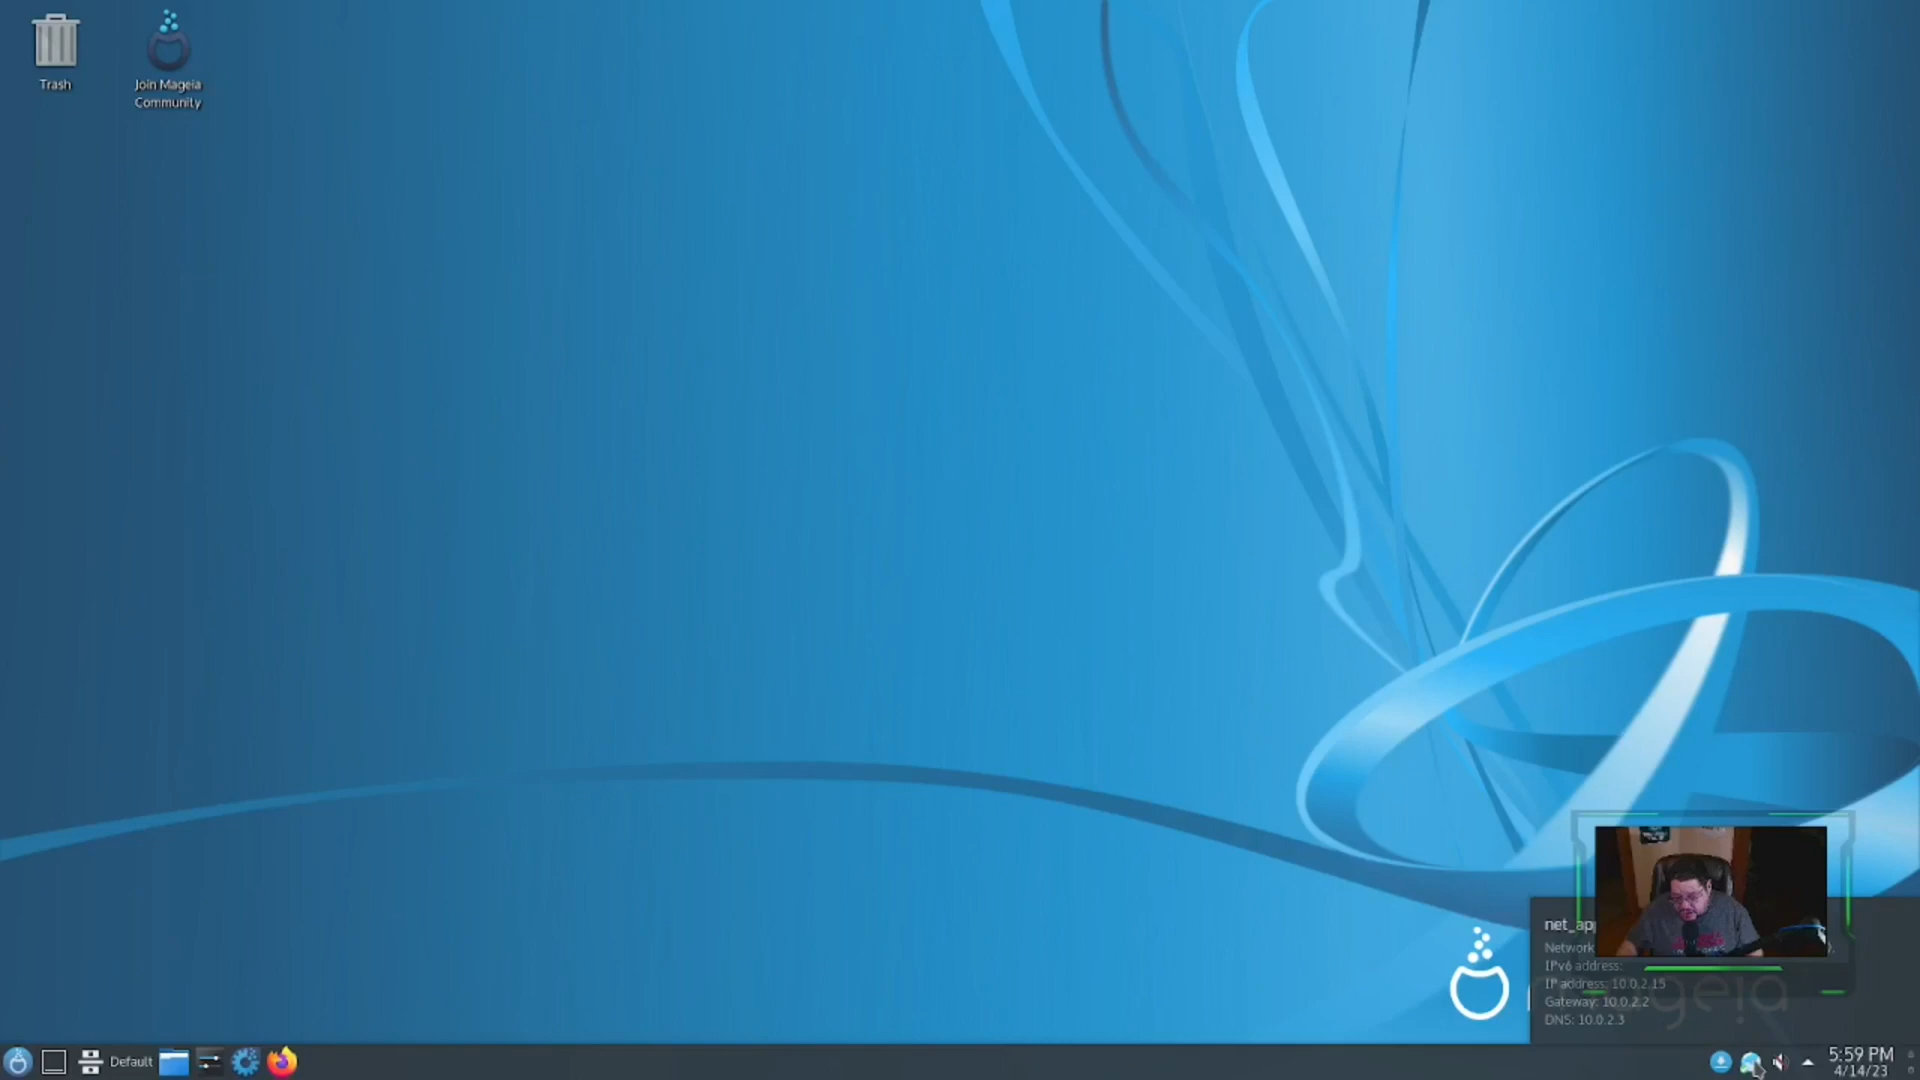 Trash
Join Mageia
Community
net_ap
Network
IPv6 address:
IP address: 10.0.2.15
Gateway: 10.0.2.2
DNS: 10.0.2.3
mageia
Default
5:59 PM
4/14/23